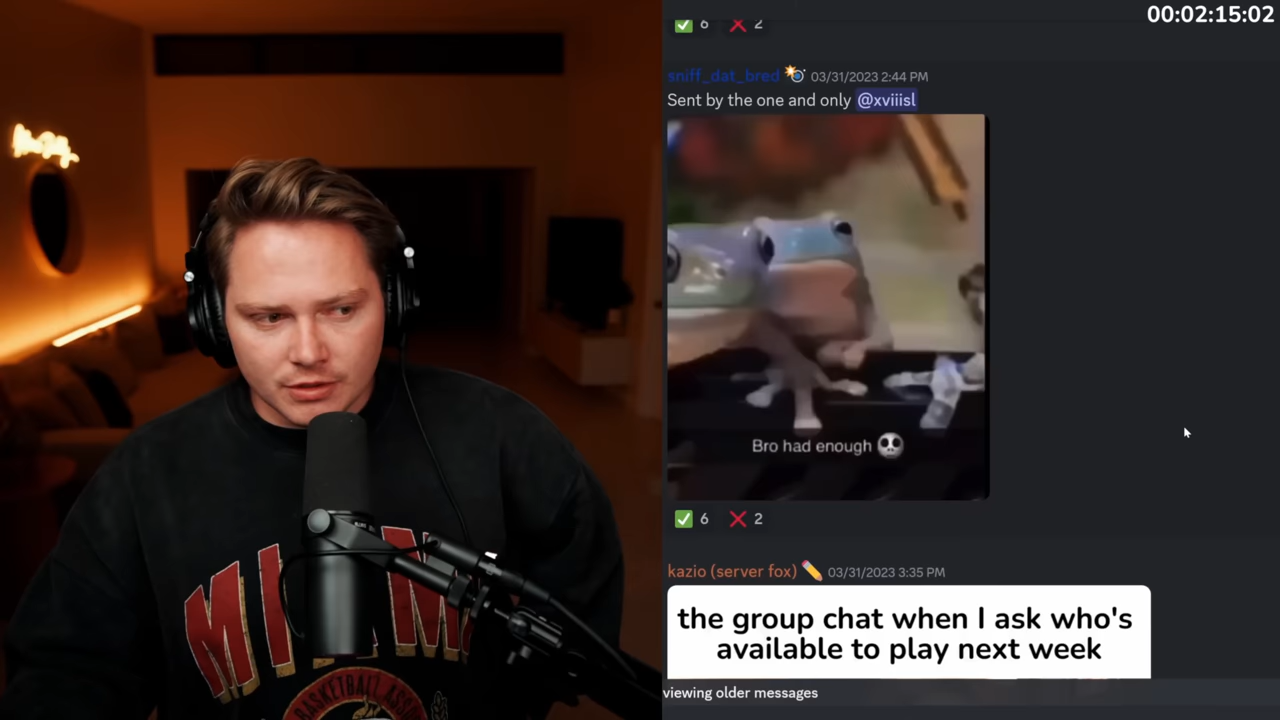 00:02:15:02
6 2
sniff_dat_bred 03/31/2023 2:44 PM
Sent by the one and only @xviiisl
Bro had enough
6 2
kazio (server fox) 03/31/2023 3:35 PM
the group chat when I ask who's
available to play next week
viewing older messages